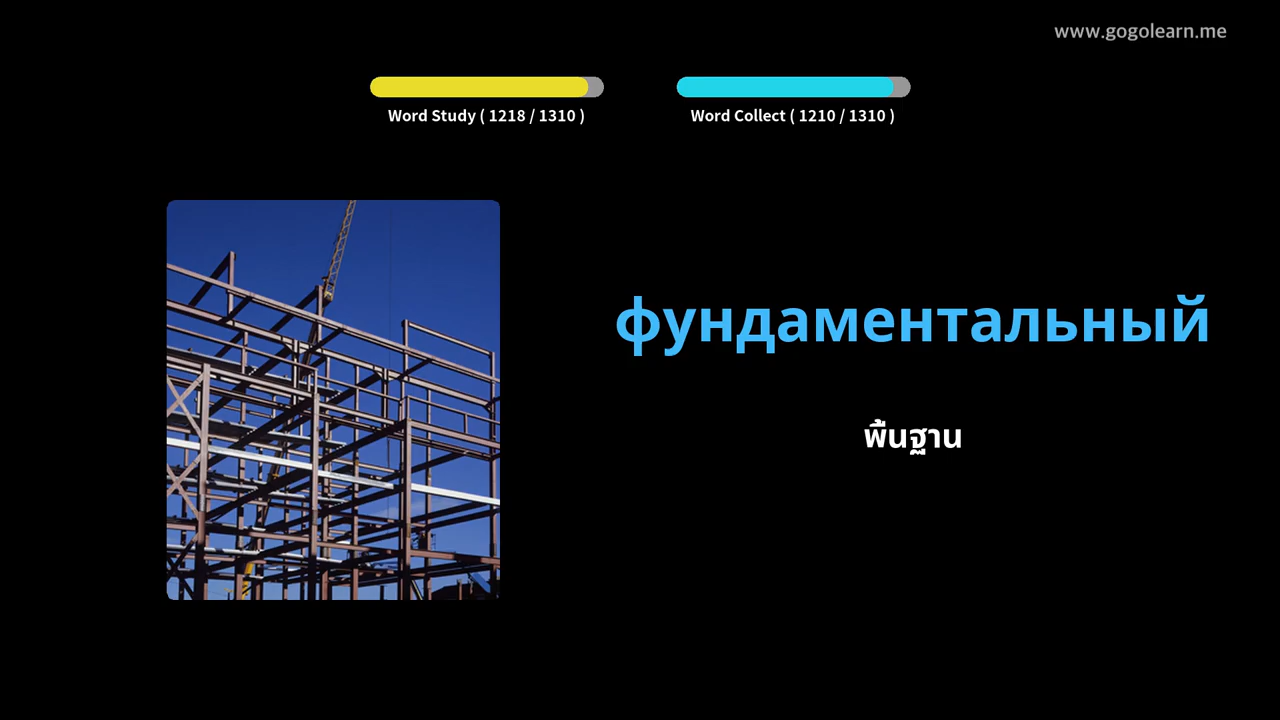 www.gogolearn.me
Word Study ( 1218 / 1310 )
Word Collect ( 1210 / 1310 )
фундаментальный
พื้นฐาน